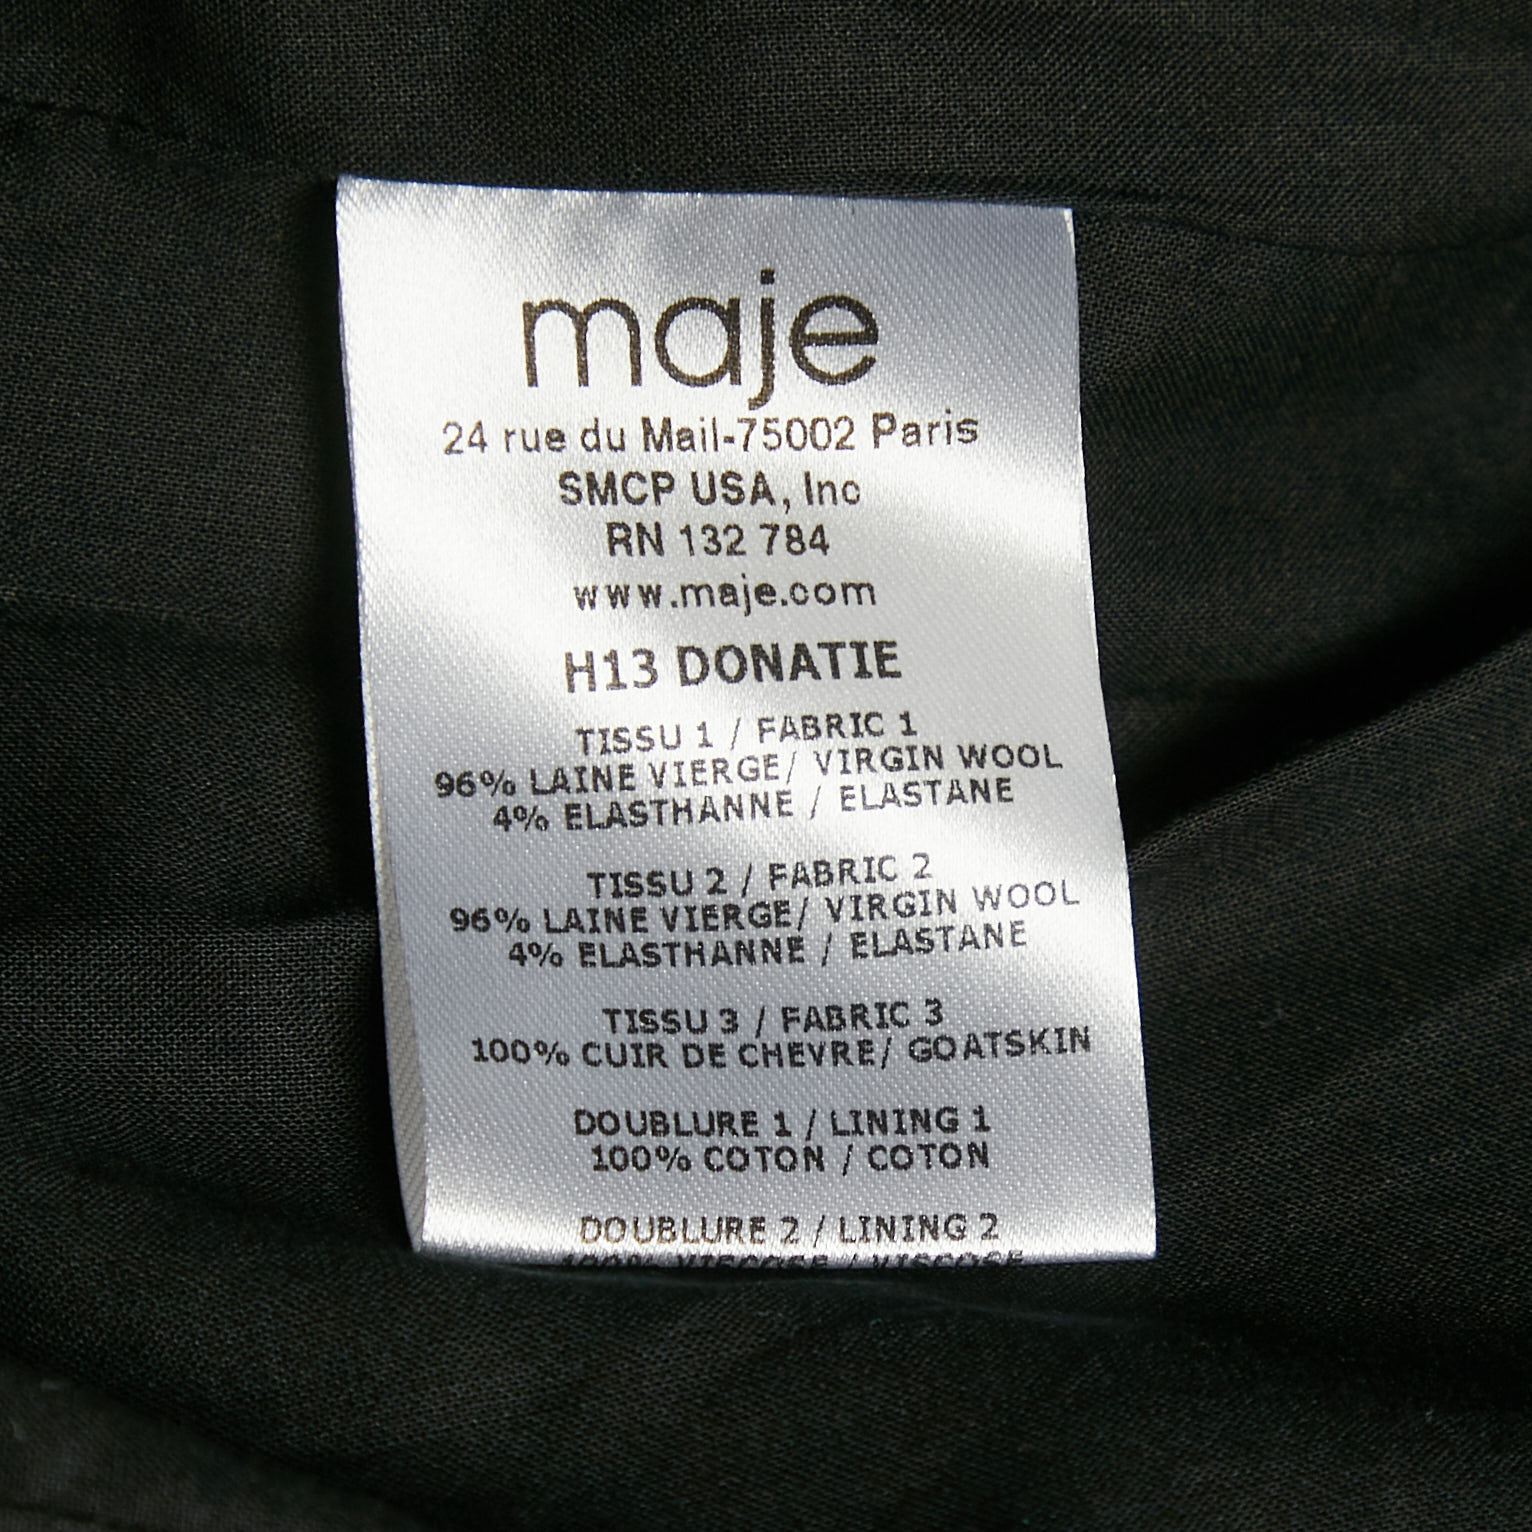 maje
24 rue du Mail-75002 Paris
SMCP USA, Inc
RN 132 784
www.maje.com
H13 DONATIE
TISSU 1 / FABRIC 1
96% LAINE VIERGE/ VIRGIN WOOL
4% ELASTHANNE / ELASTANE
TISSU 2 / FABRIC 2
96% LAINE VIERGE/ VIRGIN WOOL
4% ELASTHANNE / ELASTANE
TISSU 3 / FABRIC 3
100% CUIR DE CHEVRE/ GOATSKIN
DOUBLURE 1 / LINING 1
100% COTON / COTON
DOUBLURE 2 / LINING 2
100% VISCOSE / VISCOSE